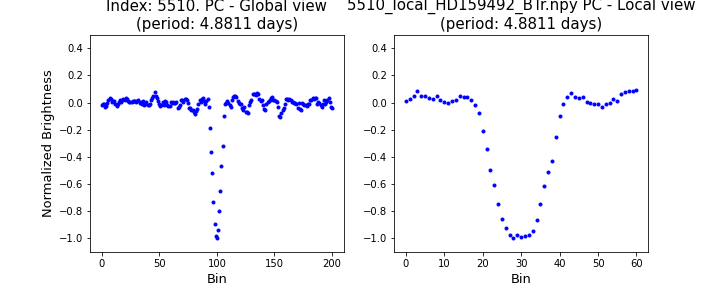 Index: 5510. PC - Global view
(period: 4.8811 days)
5510_local_HD159492_BTr.npy PC - Local view
(period: 4.8811 days)
Normalized Brightness
0.4
0.2
0.0
−0.2
−0.4
−0.6
−0.8
−1.0
0 50 100 150 200
Bin
0.4
0.2
0.0
−0.2
−0.4
−0.6
−0.8
−1.0
0 10 20 30 40 50 60
Bin